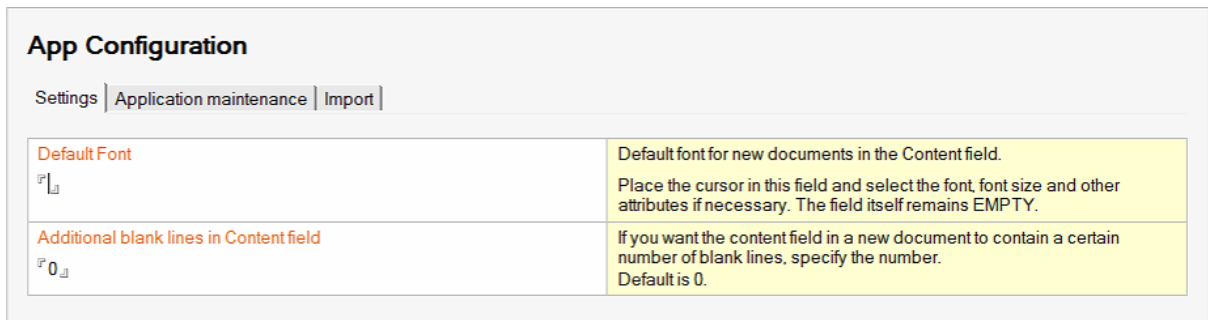 App Configuration
Settings Application maintenance Import
Default Font
Default font for new documents in the Content field.
Place the cursor in this field and select the font, font size and other
attributes if necessary. The field itself remains EMPTY.
Additional blank lines in Content field
0
If you want the content field in a new document to contain a certain
number of blank lines, specify the number.
Default is 0.